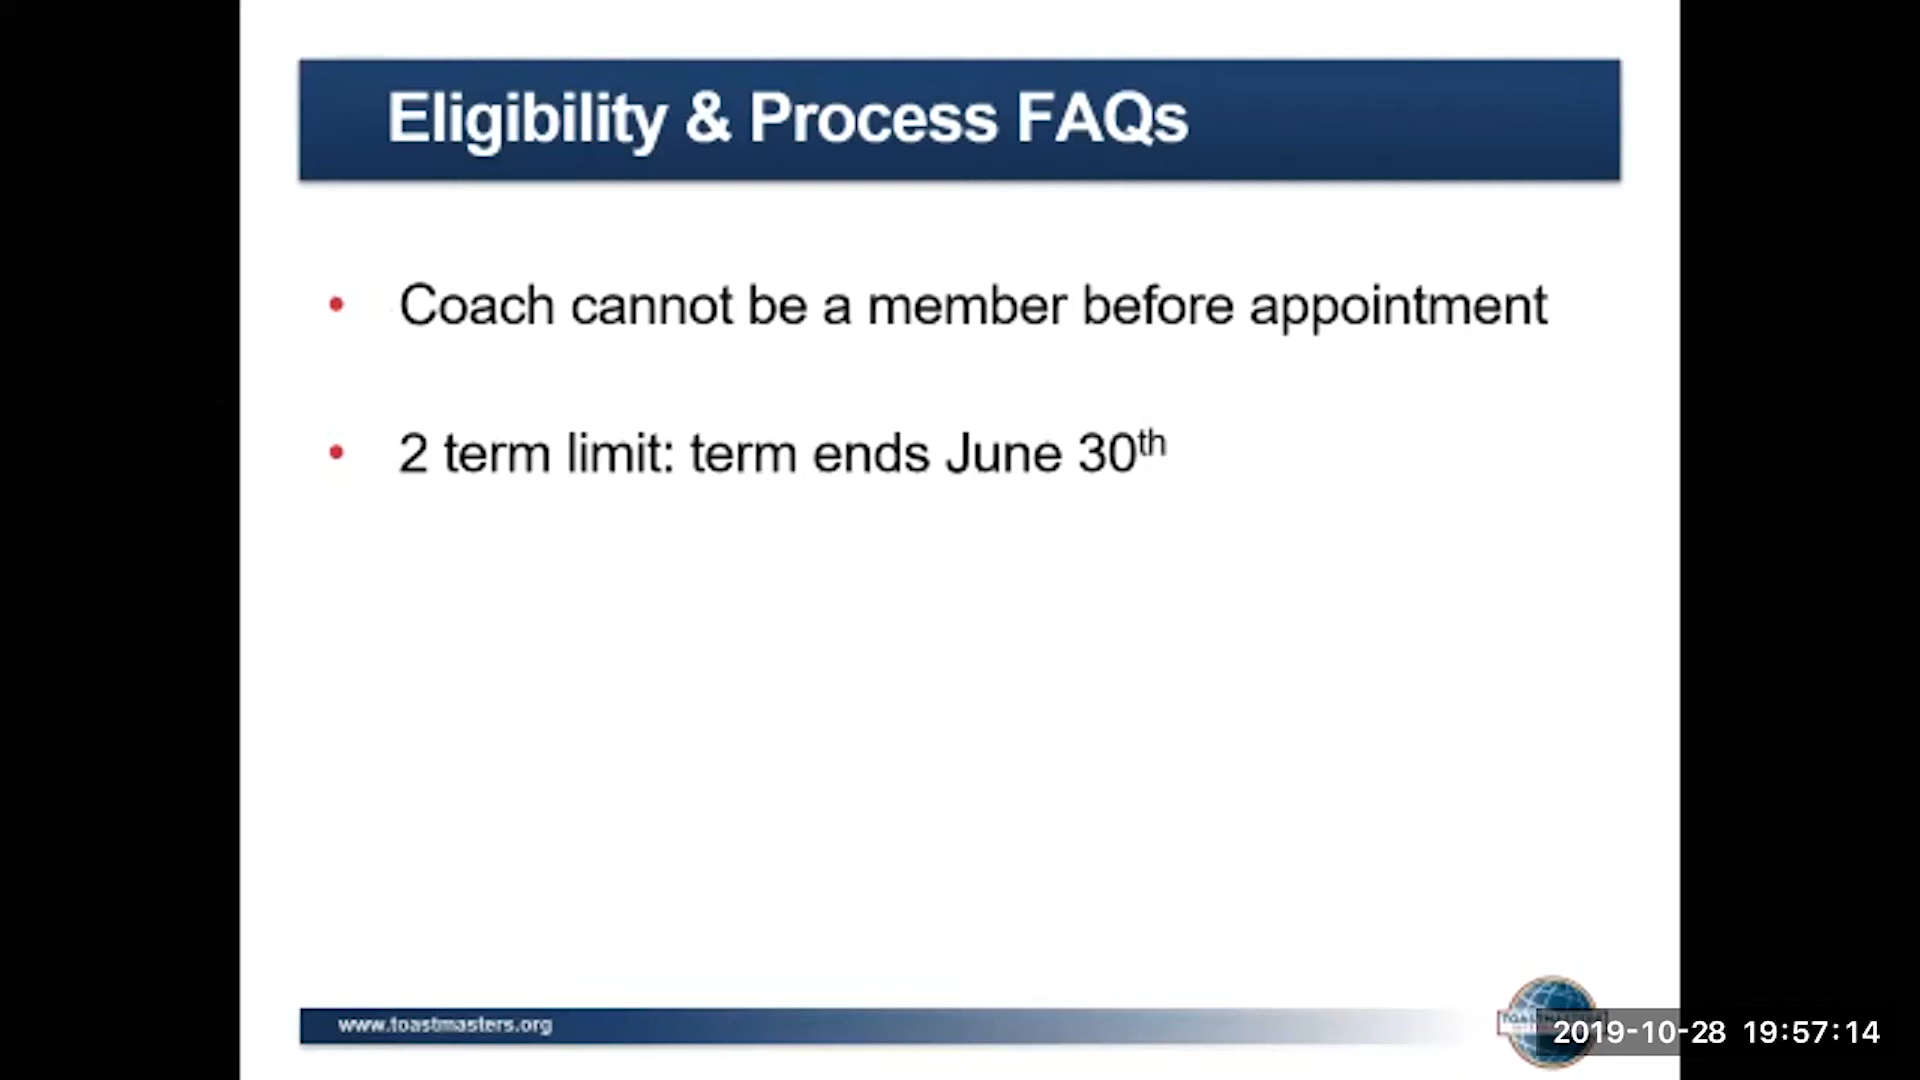 Eligibility & Process FAQs
• Coach cannot be a member before appointment
• 2 term limit: term ends June 30th
www.toastmasters.org
TOASTMASTERS
2019-10-28 19:57:14